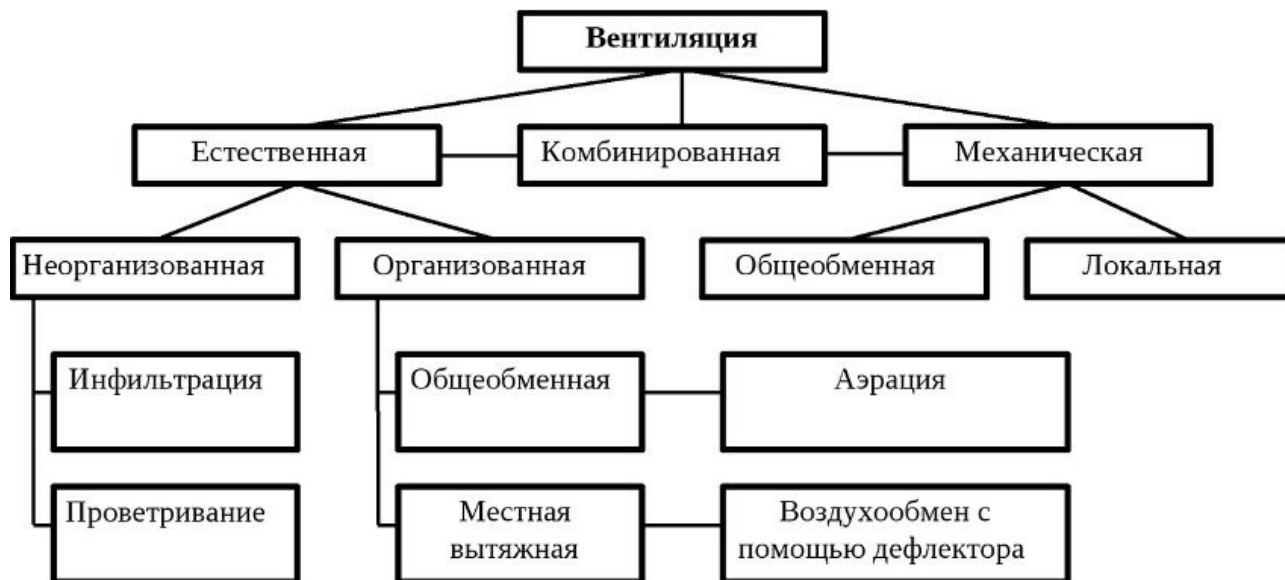 Вентиляция
Естественная
Комбинированная
Механическая
Неорганизованная
Организованная
Общеобменная
Локальная
Инфильтрация
Общеобменная
Аэрация
Проветривание
Местная
вытяжная
Воздухообмен с
помощью дефлектора